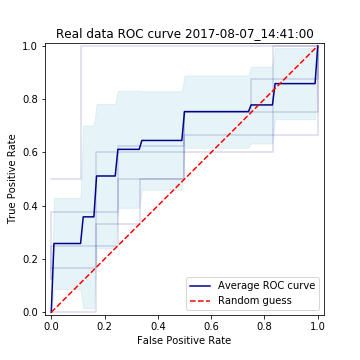 Real data ROC curve 2017-08-07_14:41:00
1.0
0.8
0.6
0.4
0.2
0.0
True Positive Rate
Average ROC curve
Random guess
0.0 0.2 0.4 0.6 0.8 1.0
False Positive Rate